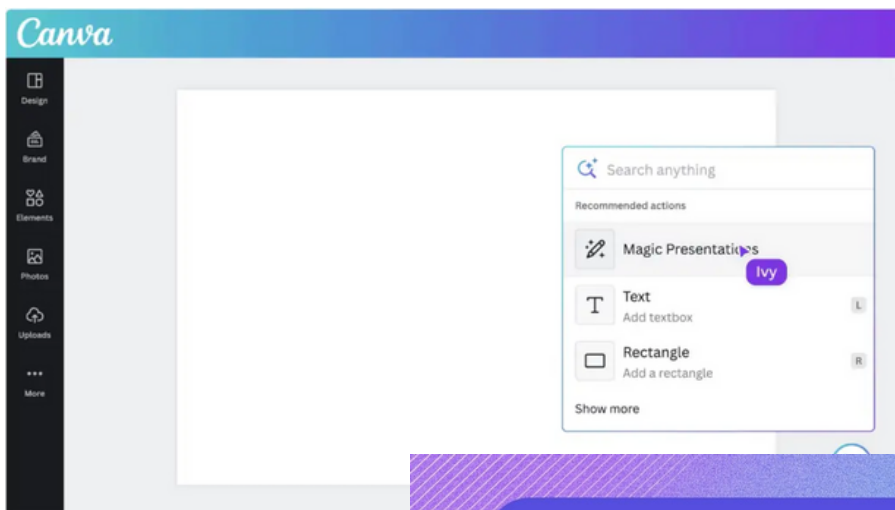 Canva
Design
Brand
Elements
Photos
Uploads
More
Search anything
Recommended actions
Magic Presentations
Ivy
Text
Add textbox
L
Rectangle
Add a rectangle
R
Show more